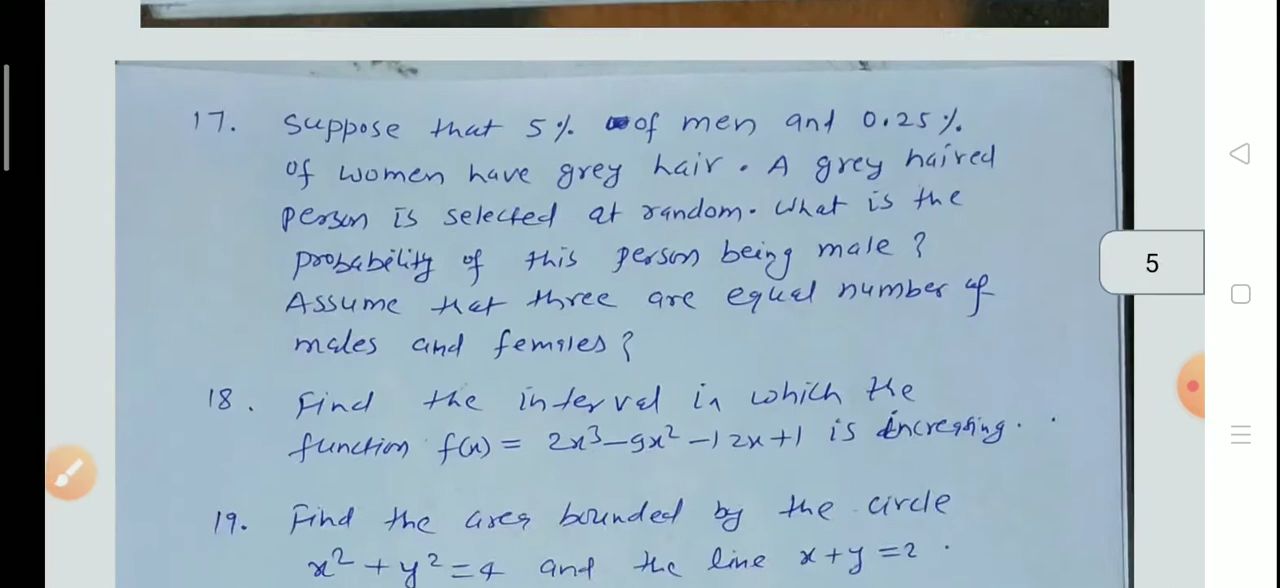 17. Suppose that 5% of men and 0.25%
of women have grey hair. A grey haired
person is selected at random. What is the
probability of this person being male?
Assume that three are equal number of
males and females?
5
18. Find the interval in which the
function f(x) = 2x³-9x²-12x+1 is increasing.
19. Find the area bounded by the circle
x²+y²=4 and the line x+y=2.